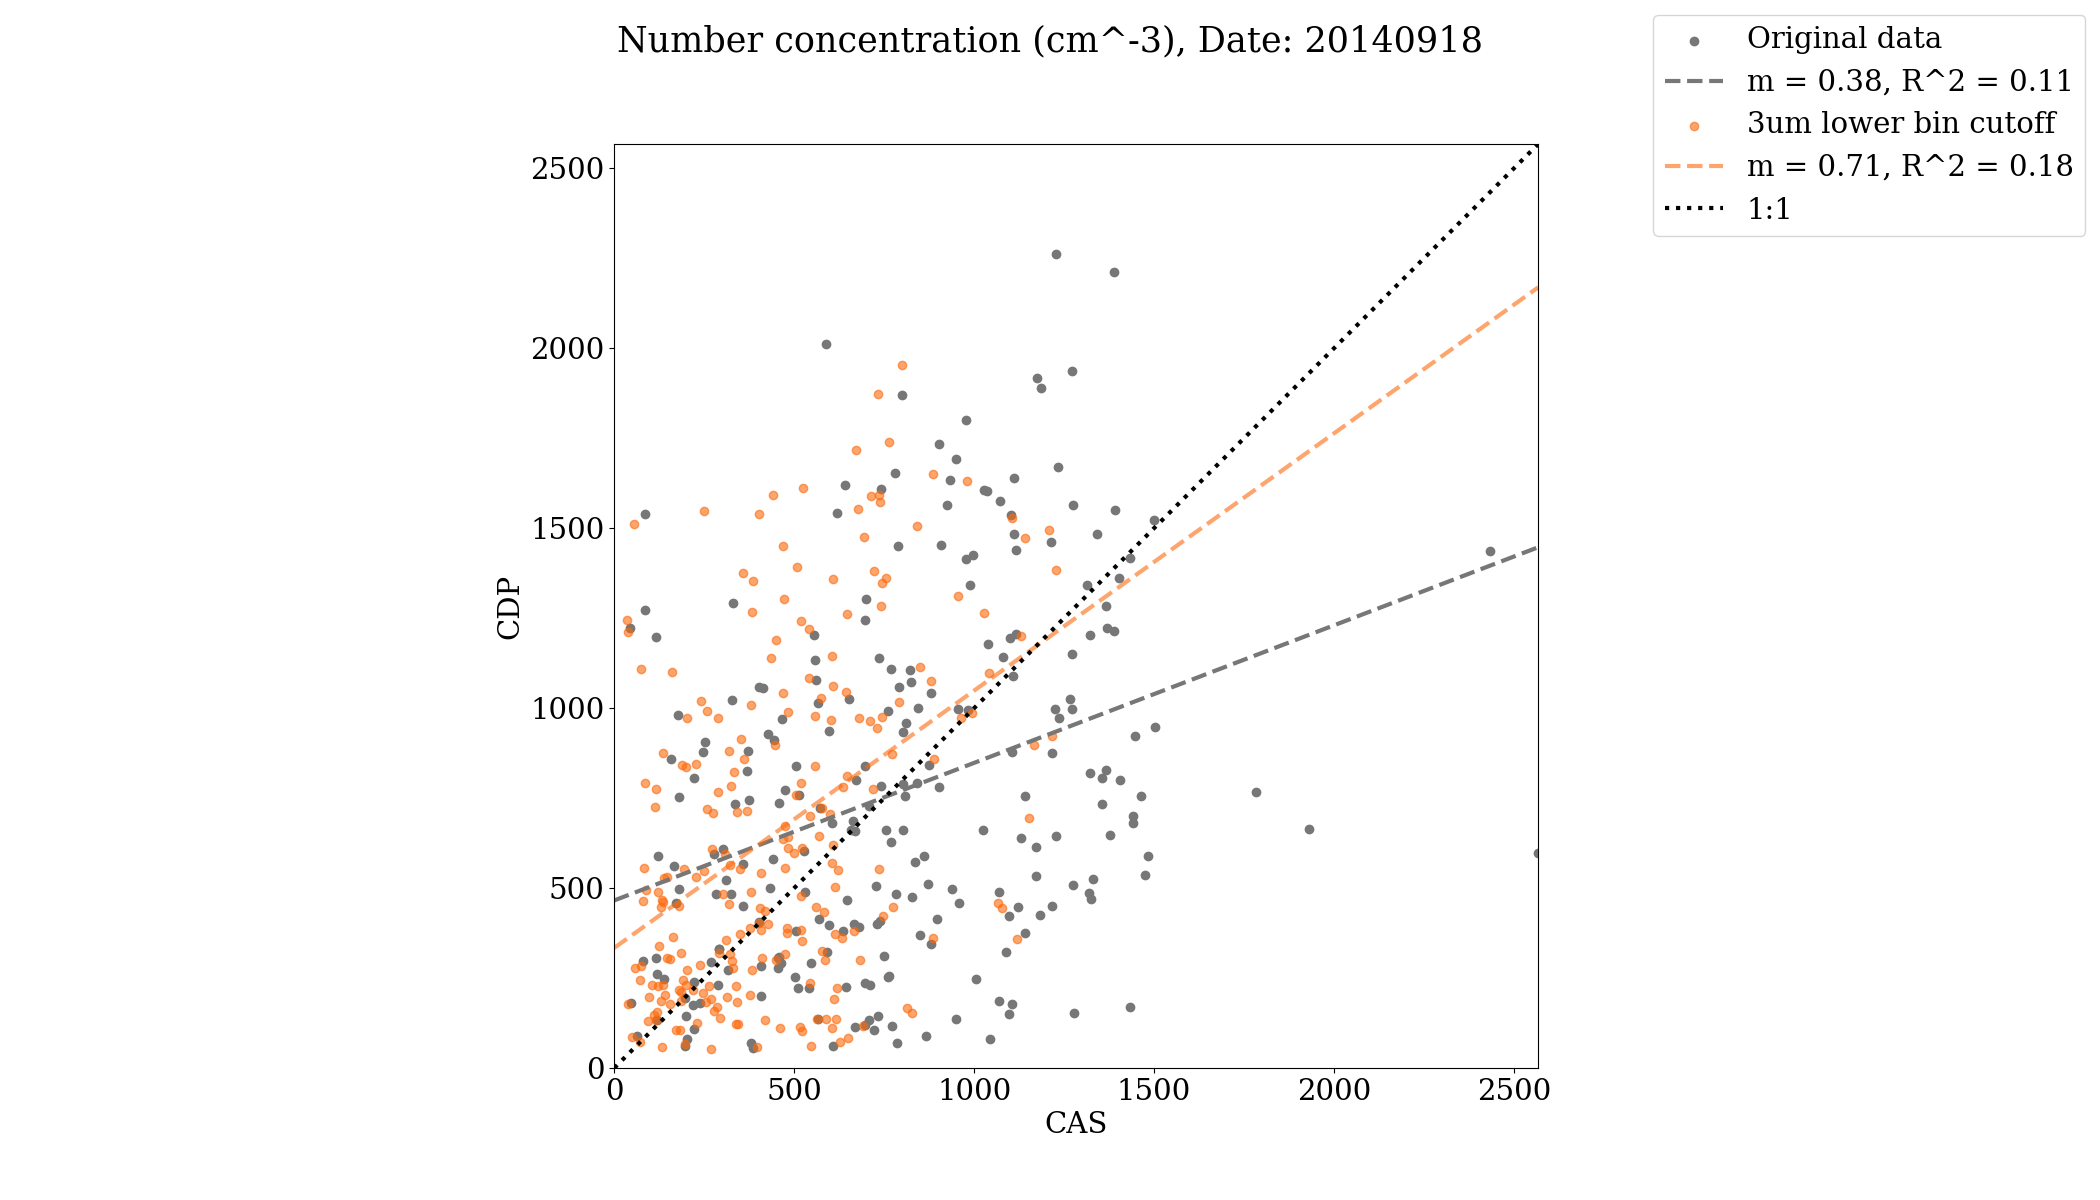 Number concentration (cm^-3), Date: 20140918
Original data
m = 0.38, R^2 = 0.11
3um lower bin cutoff
m = 0.71, R^2 = 0.18
1:1
2500
2000
1500
1000
500
0
CDP
0 500 1000 1500 2000 2500
CAS